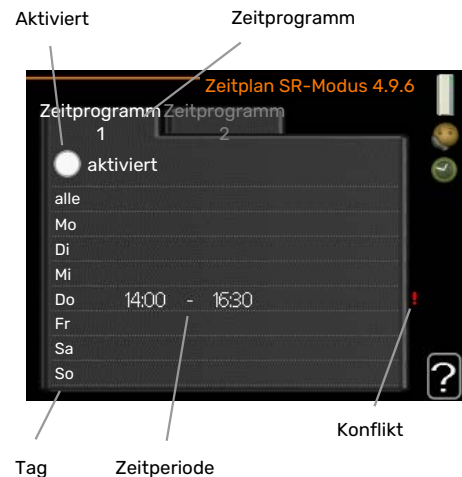 Aktiviert
Zeitprogramm
Zeitplan SR-Modus 4.9.6
Zeitprogramm Zeitprogramm
1 2
aktiviert
alle
Mo
Di
Mi
Do 14:00 - 16:30 !
Fr
Sa
So
?
Konflikt
Tag
Zeitperiode